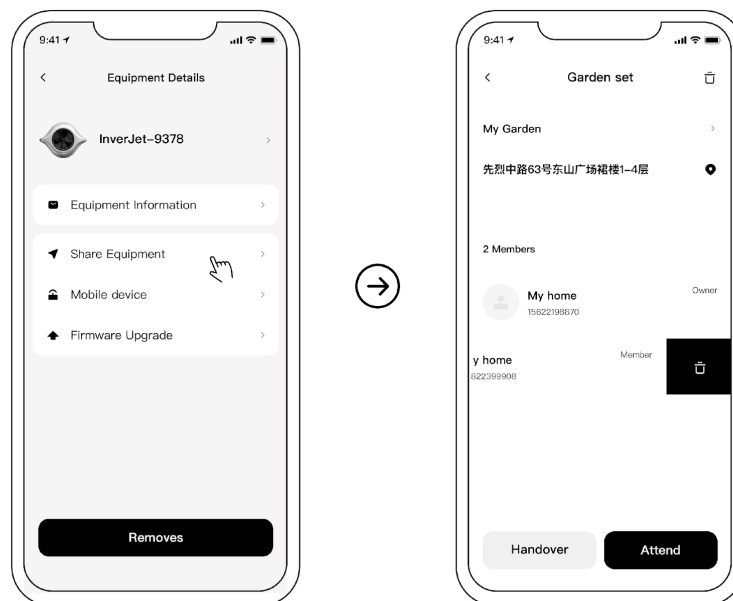 9:41
Equipment Details
InverJet-9378
Equipment Information
Share Equipment
Mobile device
Firmware Upgrade
Removes
9:41
Garden set
My Garden
先烈中路63号东山广场裙楼1-4层
2 Members
My home
Owner
15622198870
y home
Member
822399908
Handover
Attend